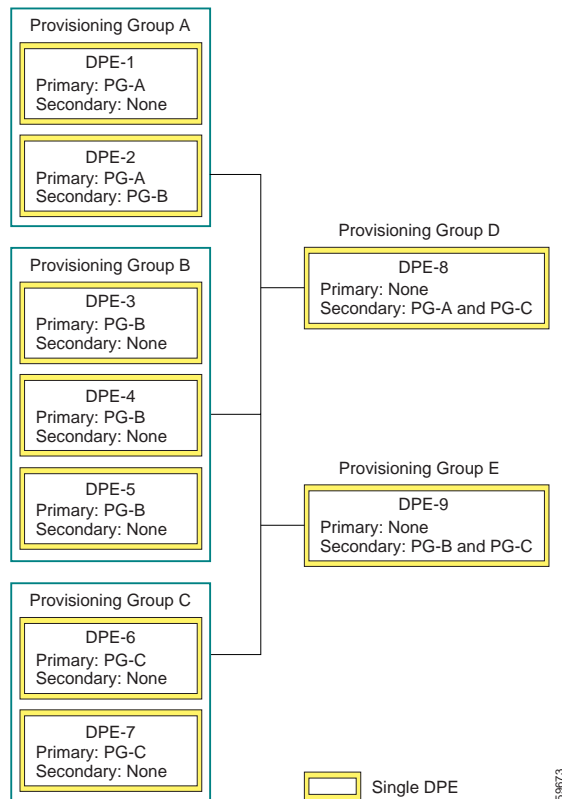 Provisioning Group A
DPE-1
Primary: PG-A
Secondary: None
DPE-2
Primary: PG-A
Secondary: PG-B
Provisioning Group B
DPE-3
Primary: PG-B
Secondary: None
DPE-4
Primary: PG-B
Secondary: None
DPE-5
Primary: PG-B
Secondary: None
Provisioning Group C
DPE-6
Primary: PG-C
Secondary: None
DPE-7
Primary: PG-C
Secondary: None
Provisioning Group D
DPE-8
Primary: None
Secondary: PG-A and PG-C
Provisioning Group E
DPE-9
Primary: None
Secondary: PG-B and PG-C
Single DPE